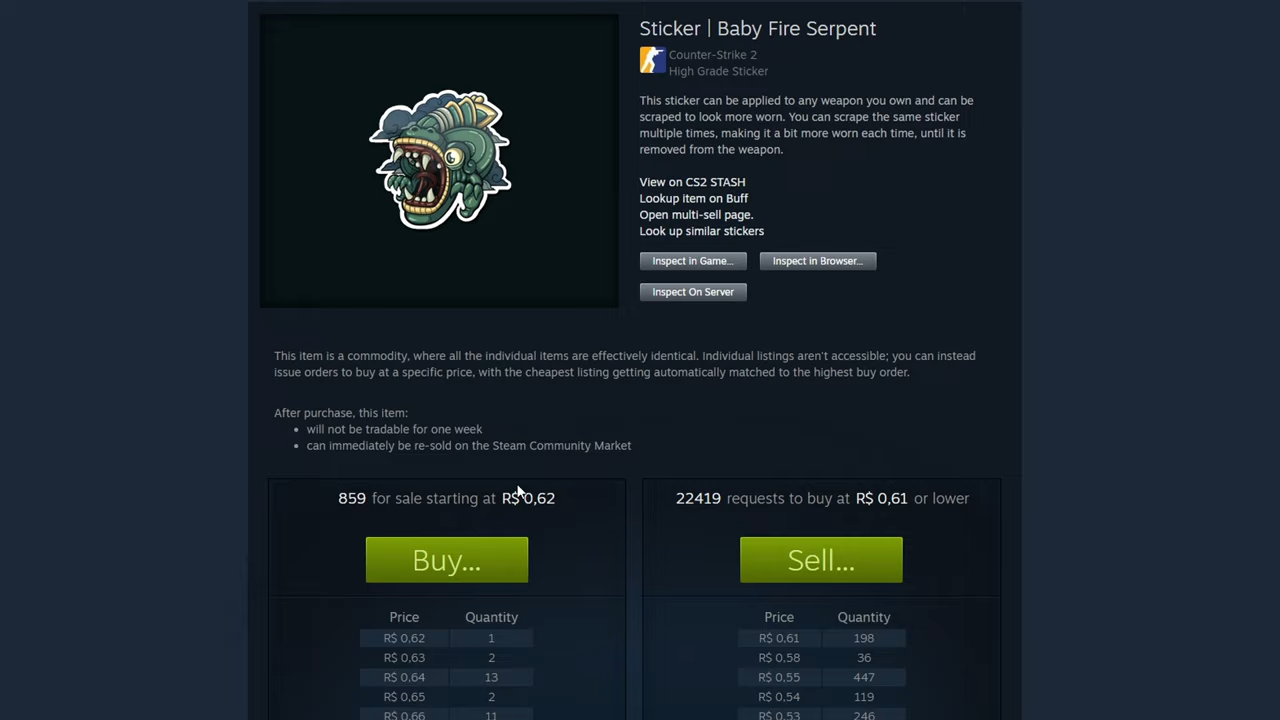 Sticker | Baby Fire Serpent
Counter-Strike 2
High Grade Sticker
This sticker can be applied to any weapon you own and can be
scraped to look more worn. You can scrape the same sticker
multiple times, making it a bit more worn each time, until it is
removed from the weapon.
View on CS2 STASH
Lookup item on Buff
Open multi-sell page.
Look up similar stickers
Inspect in Game... Inspect in Browser...
Inspect On Server
This item is a commodity, where all the individual items are effectively identical. Individual listings aren't accessible; you can instead
issue orders to buy at a specific price, with the cheapest listing getting automatically matched to the highest buy order.
After purchase, this item:
• will not be tradable for one week
• can immediately be re-sold on the Steam Community Market
859 for sale starting at R$ 0,62
Buy...
Price Quantity
R$ 0,62 1
R$ 0,63 2
R$ 0,64 13
R$ 0,65 2
R$ 0,66 11
22419 requests to buy at R$ 0,61 or lower
Sell...
Price Quantity
R$ 0,61 198
R$ 0,58 36
R$ 0,55 447
R$ 0,54 119
R$ 0,53 246